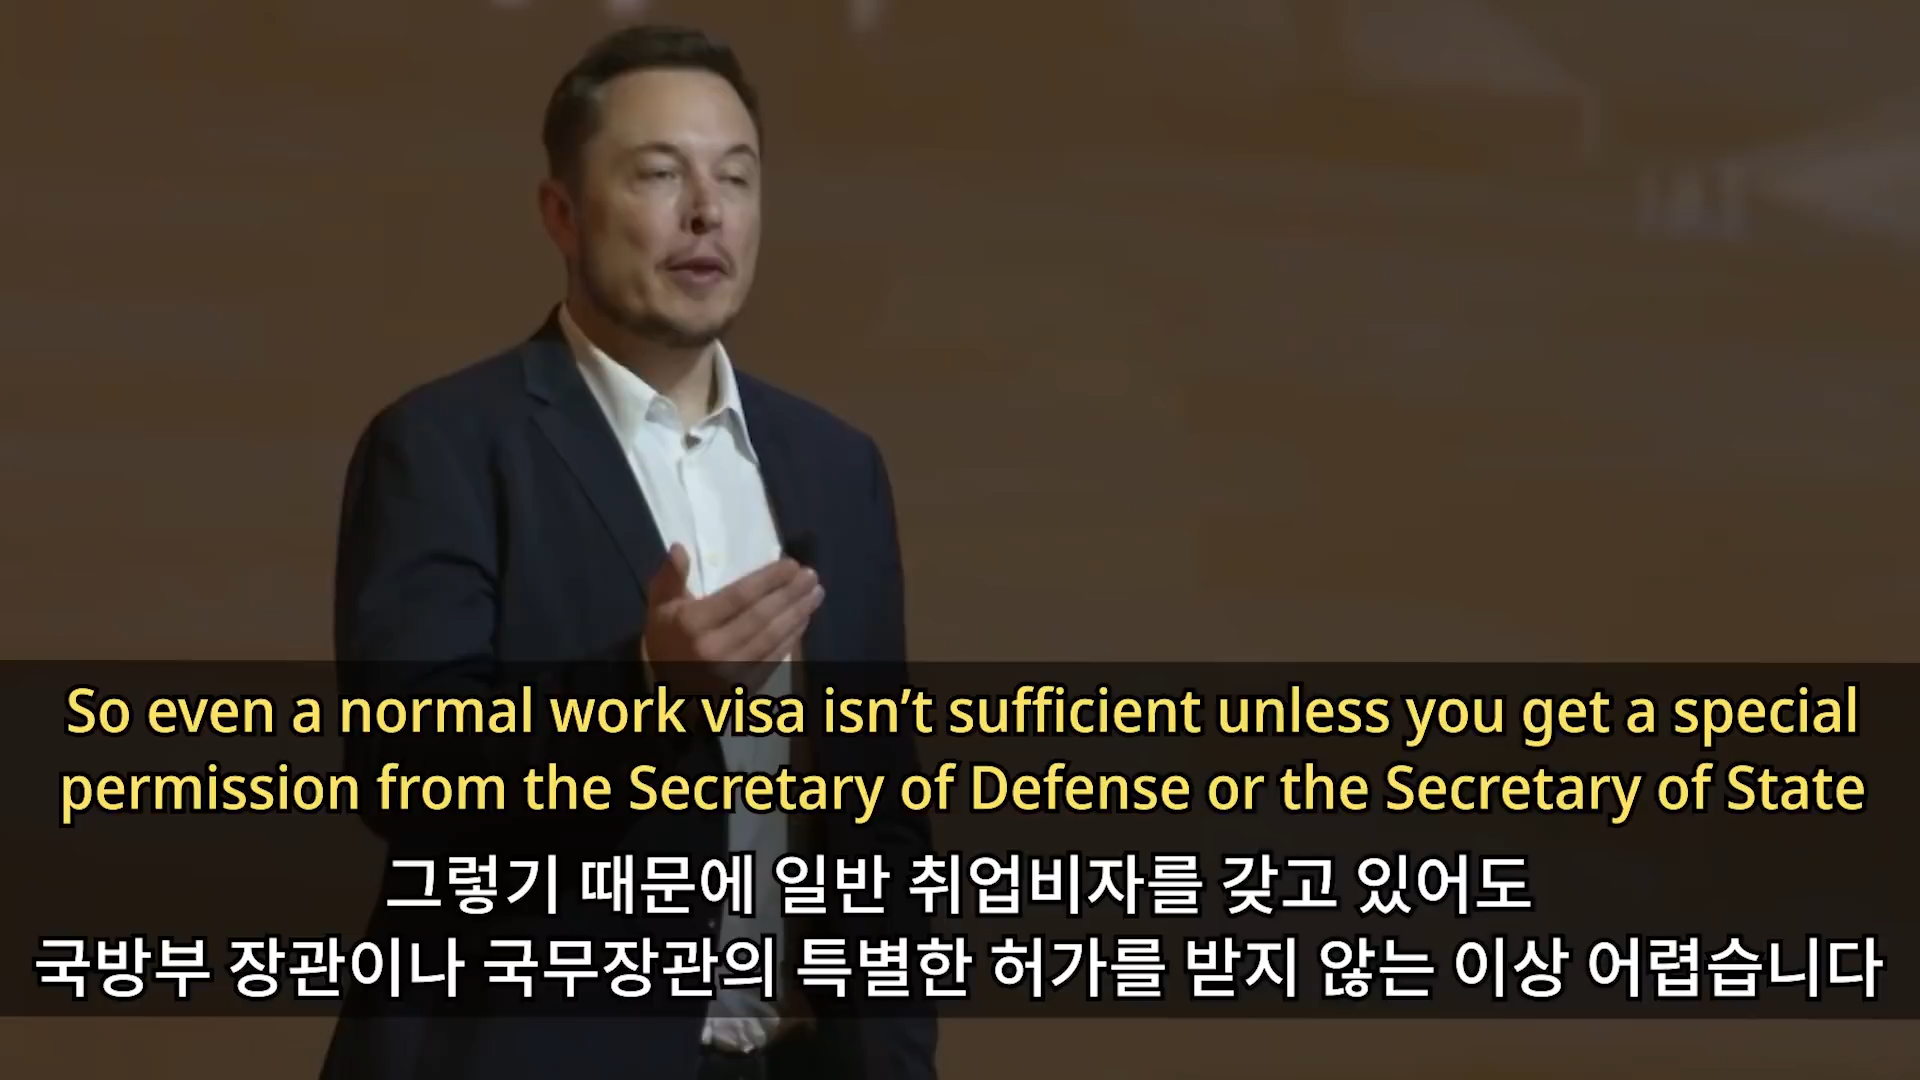 So even a normal work visa isn’t sufficient unless you get a special
permission from the Secretary of Defense or the Secretary of State
그렇기 때문에 일반 취업비자를 갖고 있어도
국방부 장관이나 국무장관의 특별한 허가를 받지 않는 이상 어렵습니다